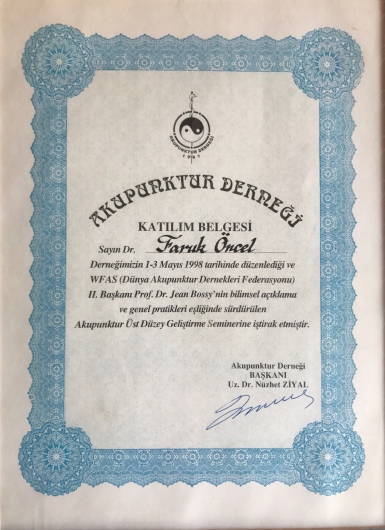 AKUPUNKTUR DERNEĞİ
AKUPUNKTUR DERNEĞİ
KATILIM BELGESİ
Sayın Dr. Faruk Öncel
Derneğimizin 1-3 Mayıs 1998 tarihinde düzenlediği ve
WFAS (Dünya Akupunktur Dernekleri Federasyonu)
II. Başkanı Prof. Dr. Jean Bossy'nin bilimsel açıklama
ve genel pratikleri eşliğinde sürdürülen
Akupunktur Üst Düzey Geliştirme Seminerine iştirak etmiştir.
Akupunktur Derneği
BAŞKANI
Uz. Dr. Nüzhet ZİYAL